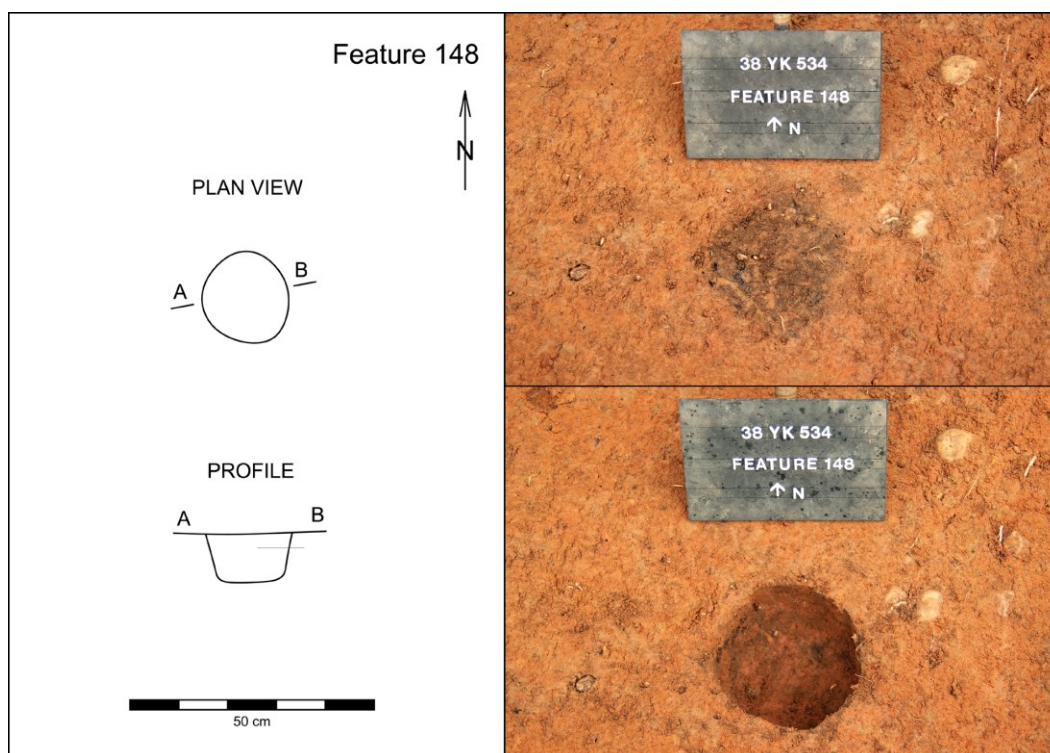 Feature 148
N
PLAN VIEW
A
B
PROFILE
A
B
50 cm
38 YK 534
FEATURE 148
↑ N
38 YK 534
FEATURE 148
↑ N